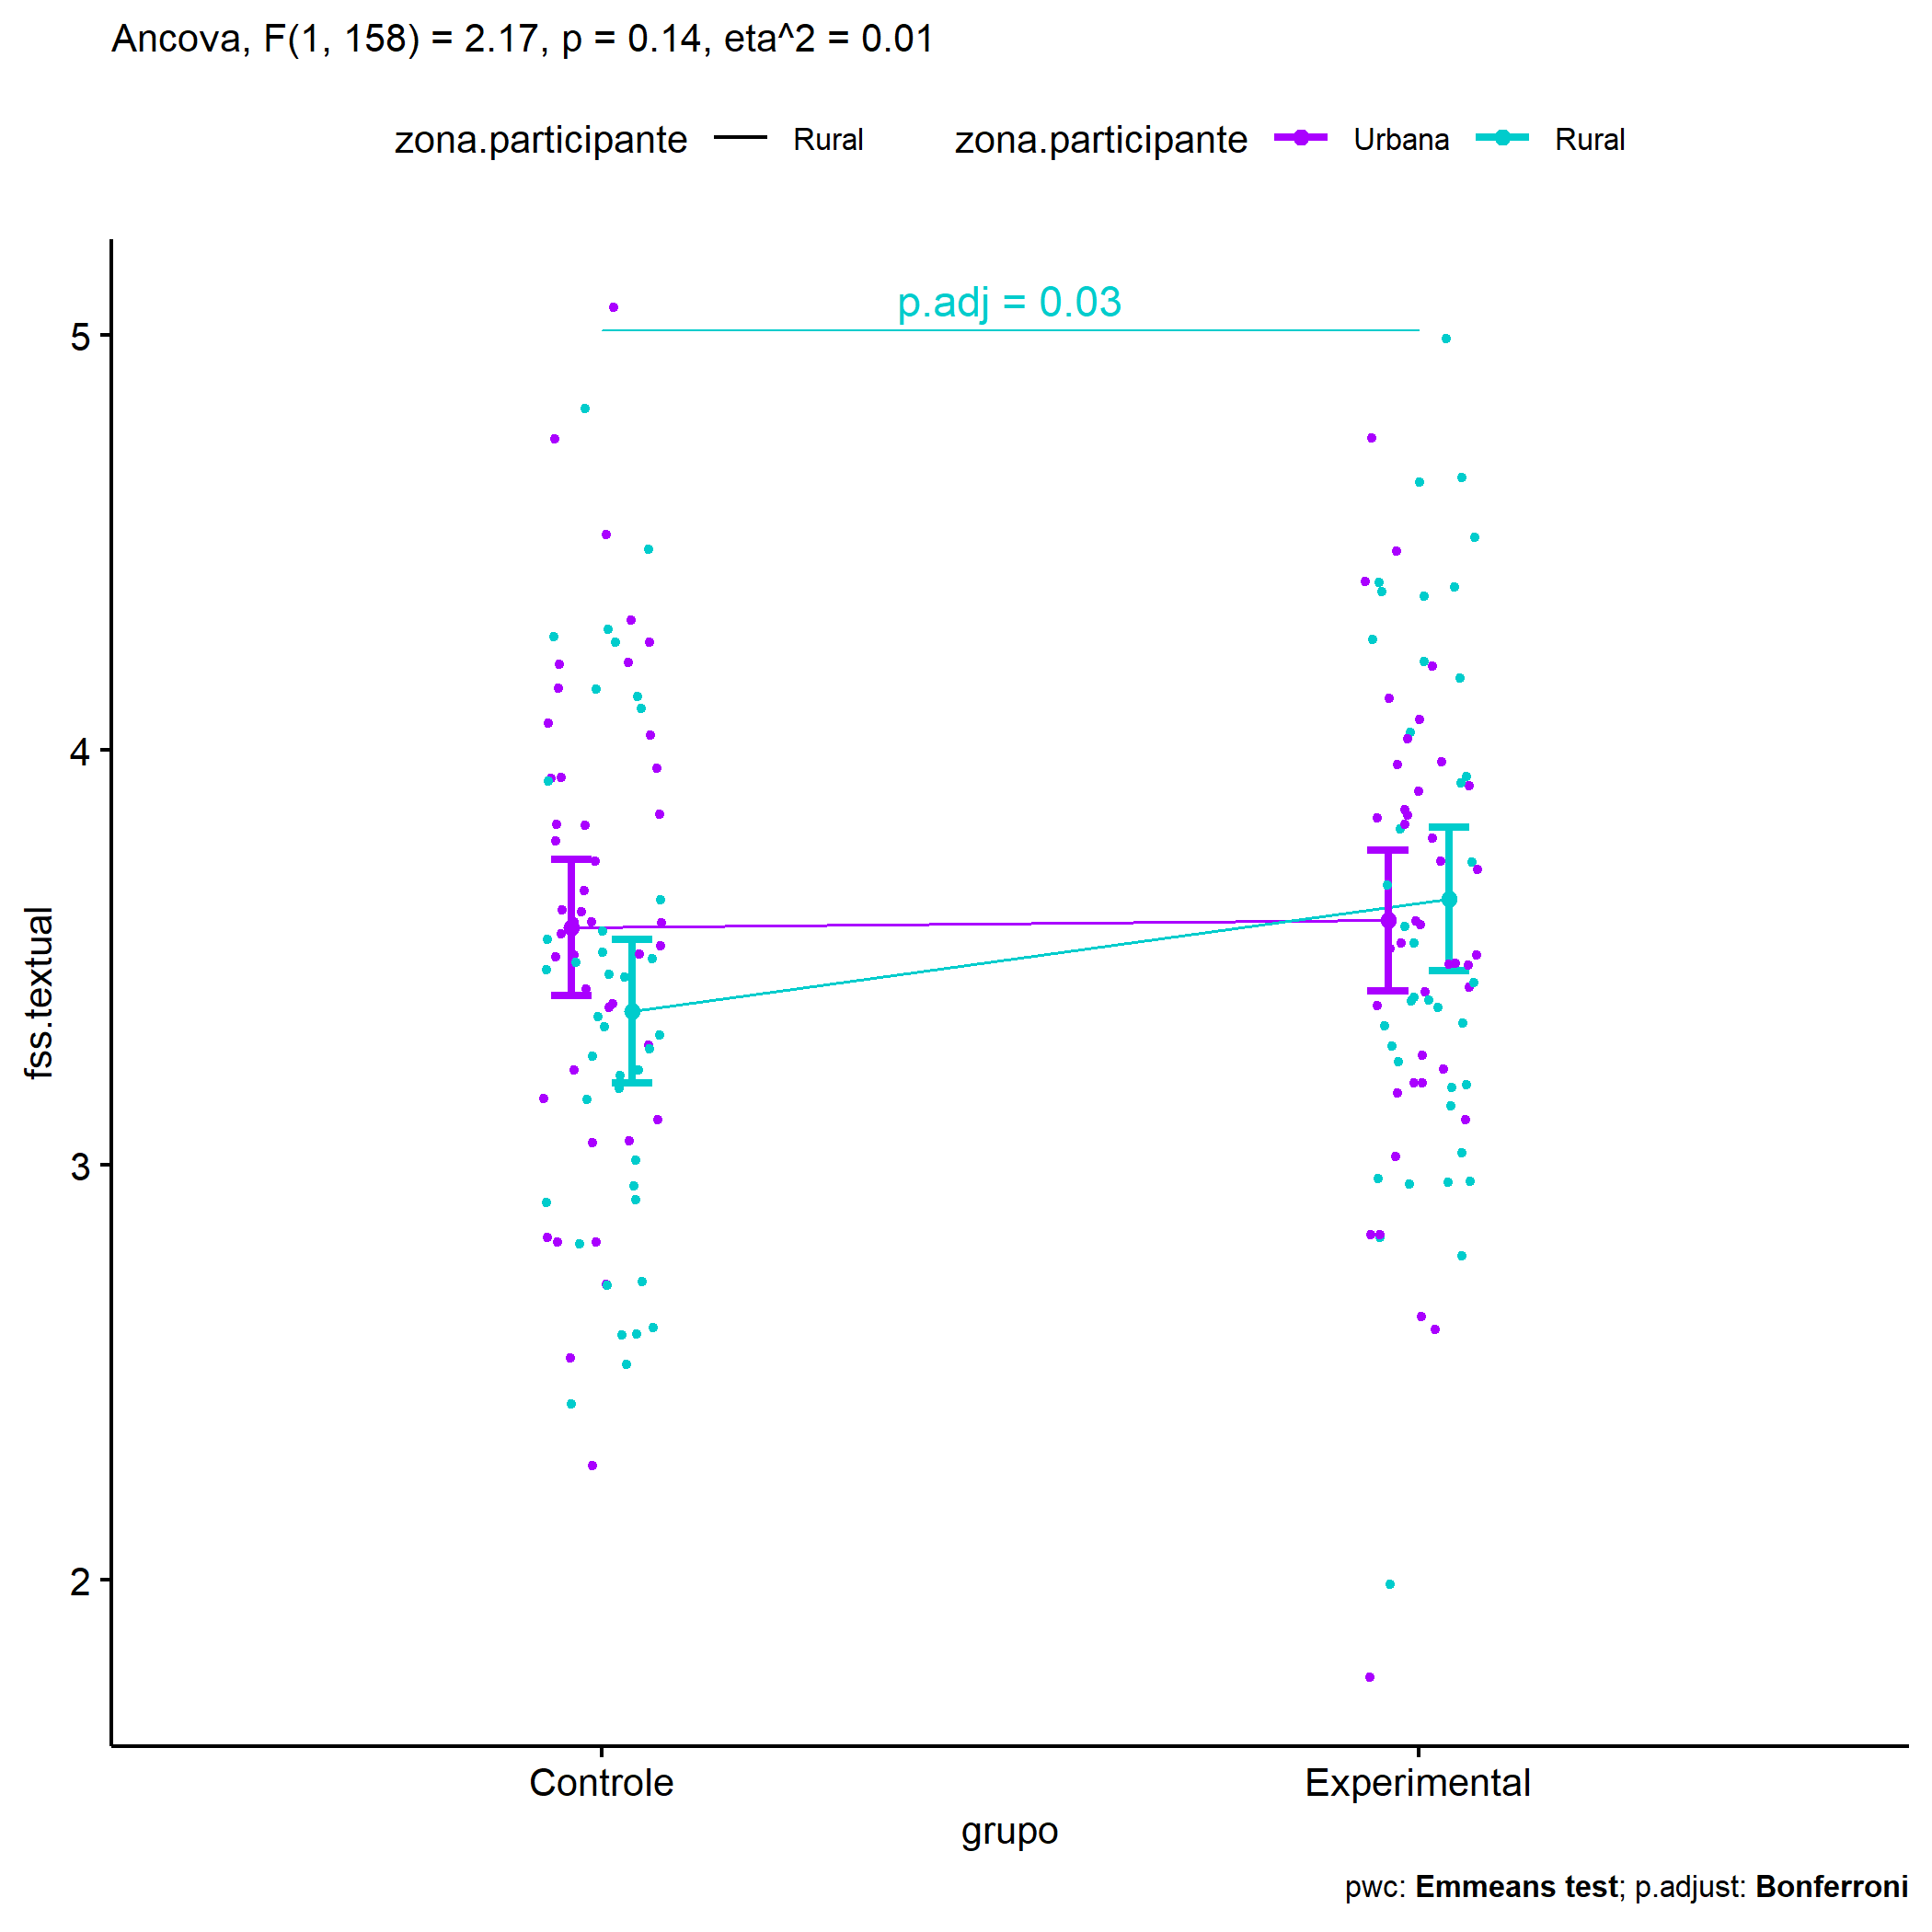 Ancova, F(1, 158) = 2.17, p = 0.14, eta^2 = 0.01
zona.participante Rural zona.participante Urbana Rural
p.adj = 0.03
5
4
3
2
fss.textual
Controle Experimental
grupo
pwc: Emmeans test; p.adjust: Bonferroni